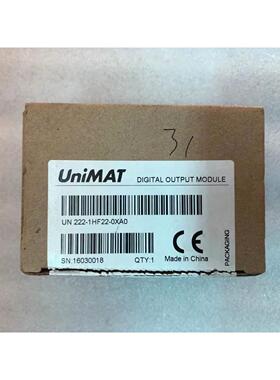 31
UniMAT DIGITAL OUTPUT MODULE
UN 222-1HF22-0XA0
CE
SN:16030018 QTY:1 Made in China
PACKAGING